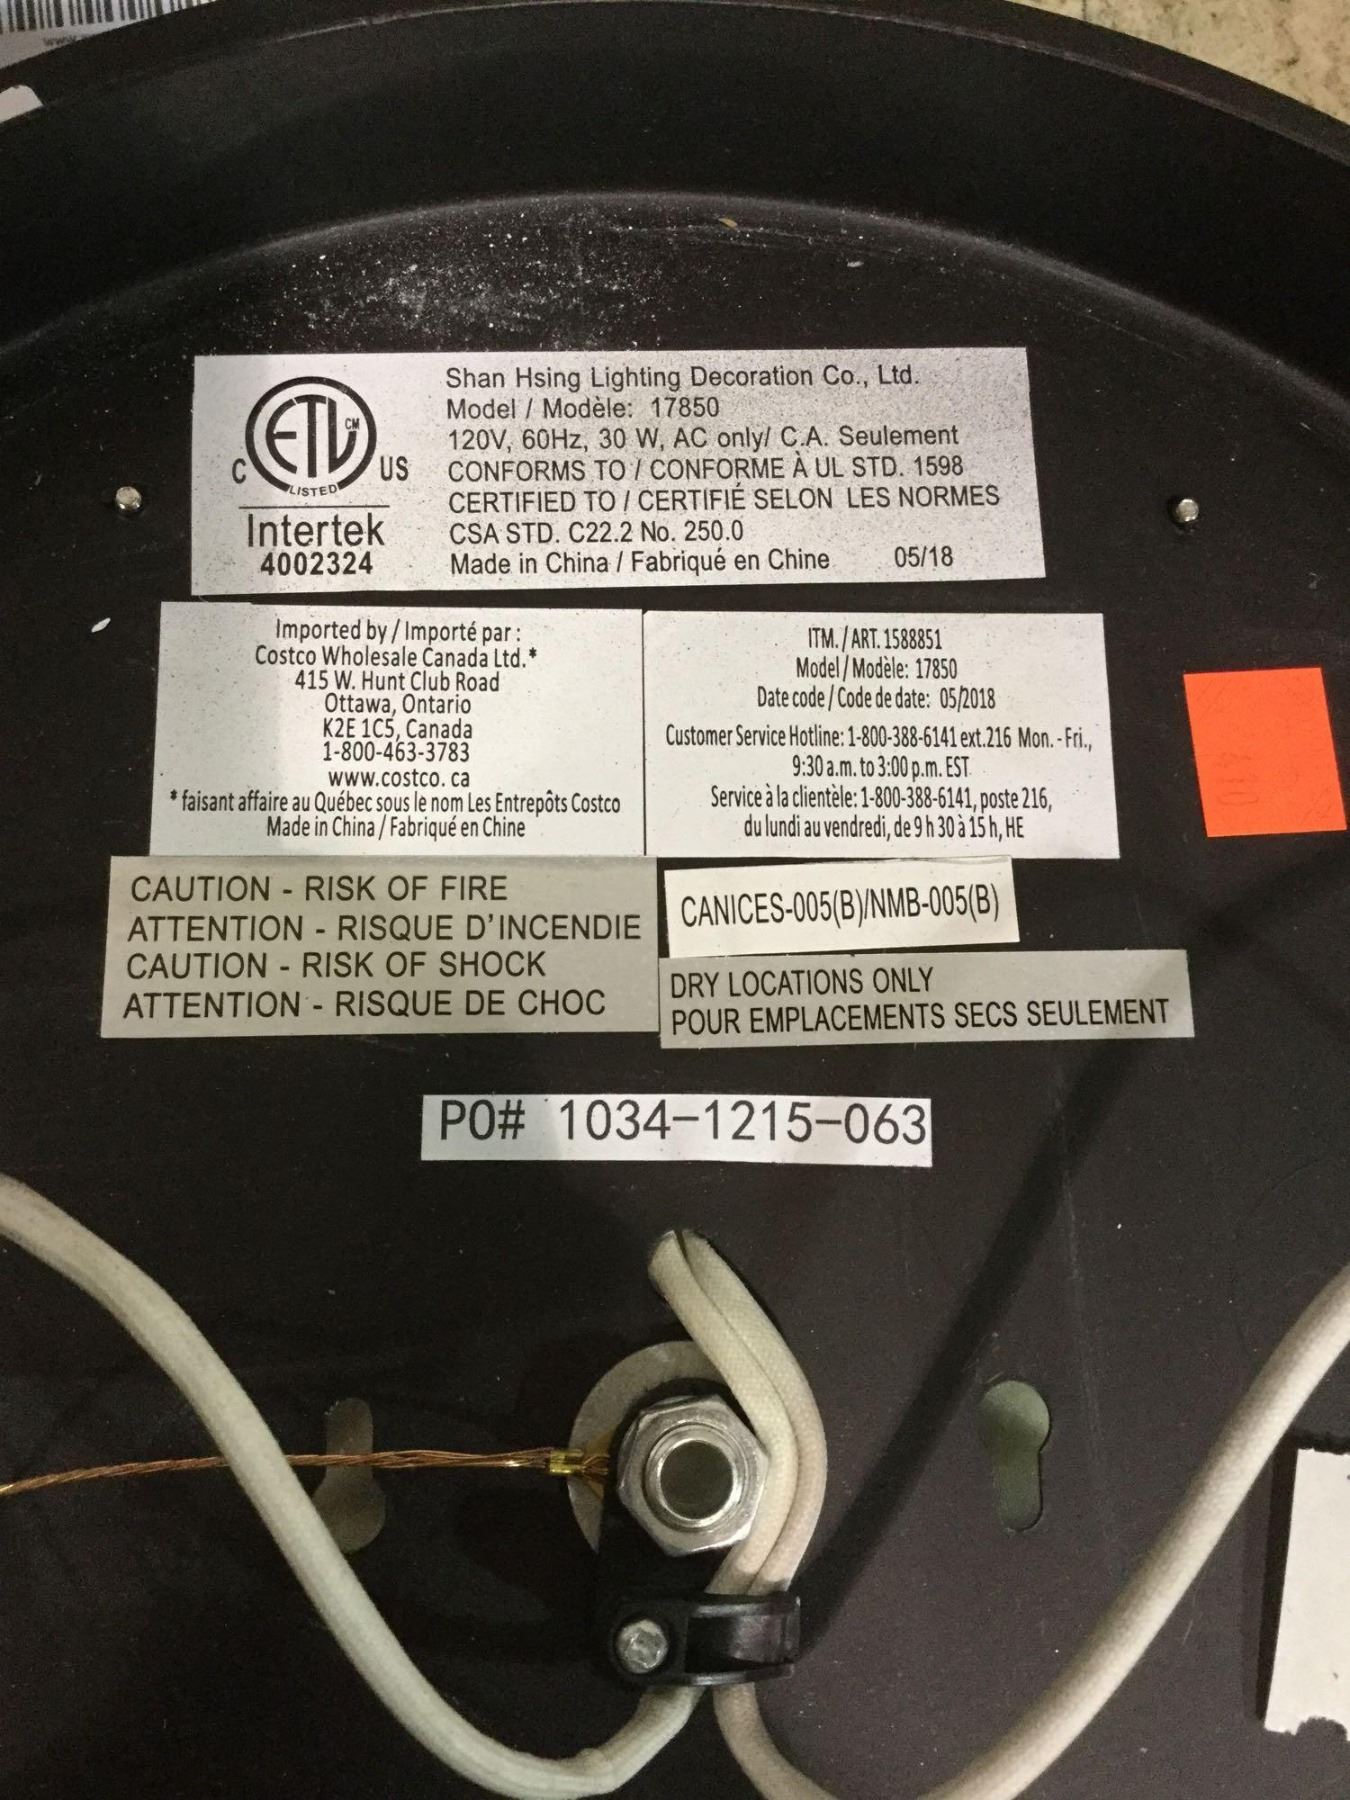 Shan Hsing Lighting Decoration Co., Ltd.
Model / Modèle: 17850
120V, 60Hz, 30 W, AC only/ C.A. Seulement
CONFORMS TO / CONFORME À UL STD. 1598
CERTIFIED TO / CERTIFIÉ SELON LES NORMES
CSA STD. C22.2 No. 250.0
Made in China / Fabriqué en Chine 05/18
ETL CM
C US
LISTED
Intertek
4002324
Imported by / Importé par :
Costco Wholesale Canada Ltd.*
415 W. Hunt Club Road
Ottawa, Ontario
K2E 1C5, Canada
1-800-463-3783
www.costco. ca
* faisant affaire au Québec sous le nom Les Entrepôts Costco
Made in China / Fabriqué en Chine
ITM. / ART. 1588851
Model / Modèle: 17850
Date code / Code de date: 05/2018
Customer Service Hotline: 1-800-388-6141 ext.216 Mon. - Fri.,
9:30 a.m. to 3:00 p.m. EST
Service à la clientèle: 1-800-388-6141, poste 216,
du lundi au vendredi, de 9 h 30 à 15 h, HE
CAUTION - RISK OF FIRE
ATTENTION - RISQUE D'INCENDIE
CAUTION - RISK OF SHOCK
ATTENTION - RISQUE DE CHOC
CANICES-005(B)/NMB-005(B)
DRY LOCATIONS ONLY
POUR EMPLACEMENTS SECS SEULEMENT
PO# 1034-1215-063